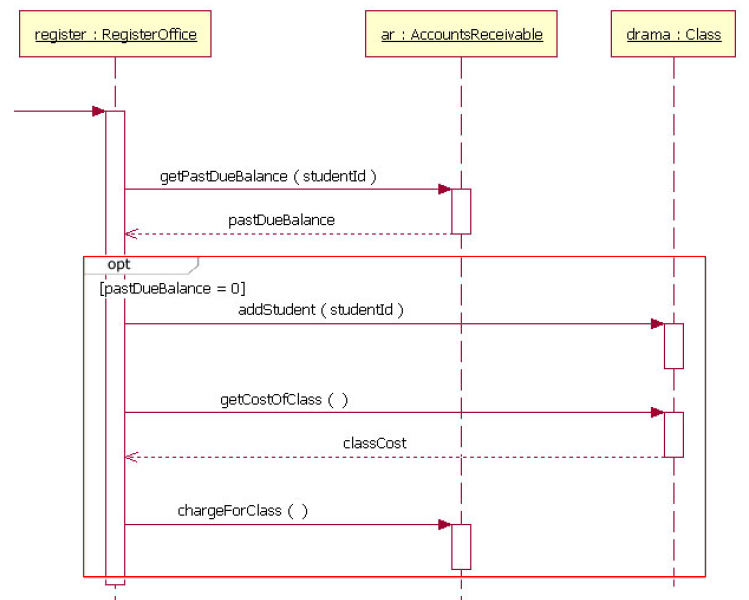 register : RegisterOffice
ar : AccountsReceivable
drama : Class
getPastDueBalance ( studentId )
pastDueBalance
opt
[pastDueBalance = 0]
addStudent ( studentId )
getCostOfClass ( )
classCost
chargeForClass ( )